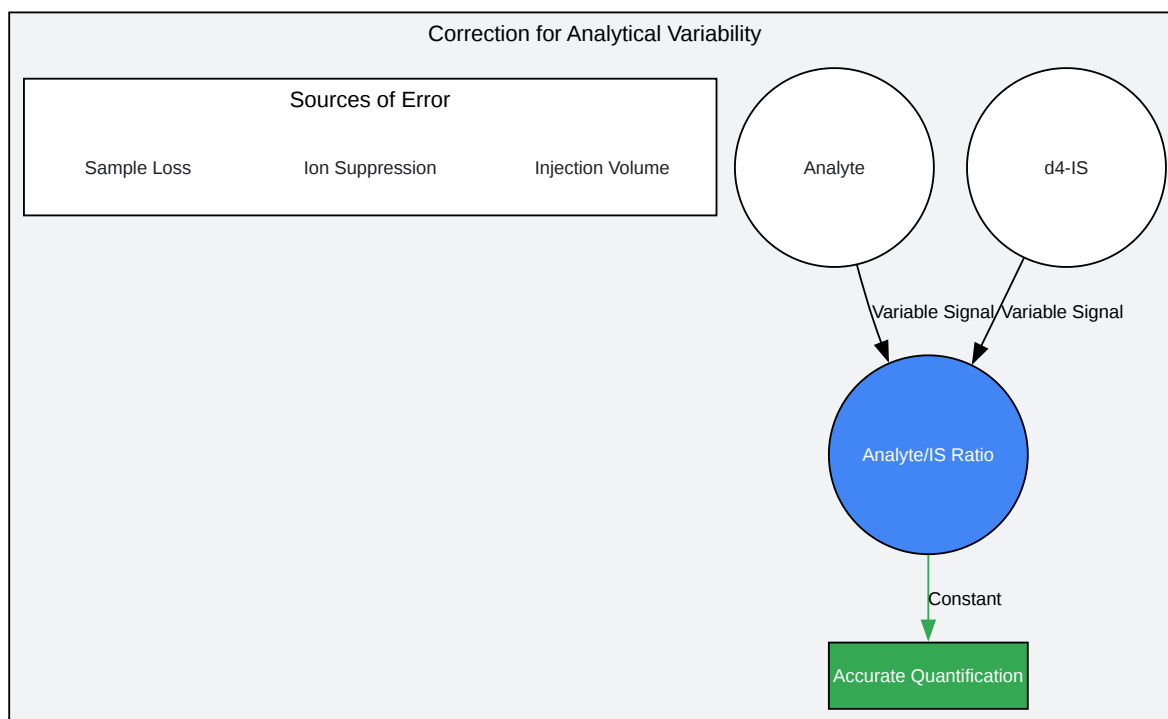 Correction for Analytical Variability
Sources of Error
Sample Loss
Ion Suppression
Injection Volume
Analyte
d4-IS
Variable Signal
Variable Signal
Analyte/IS Ratio
Constant
Accurate Quantification